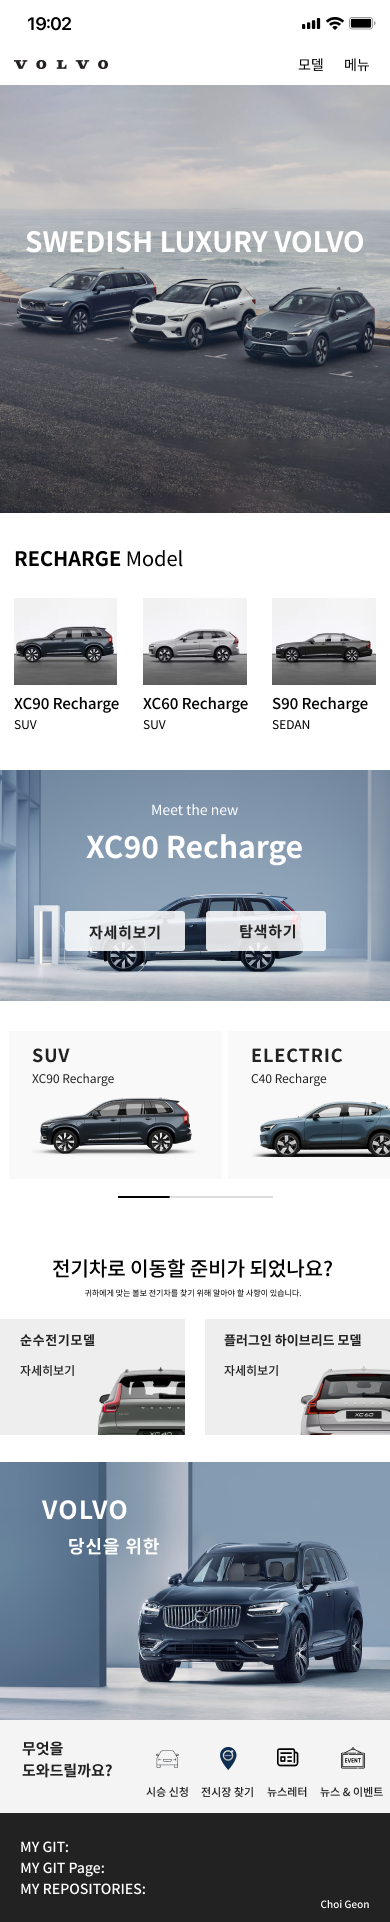 19:02
VOLVO
모델 메뉴
SWEDISH LUXURY VOLVO
RECHARGE Model
XC90 Recharge
SUV
XC60 Recharge
SUV
S90 Recharge
SEDAN
Meet the new
XC90 Recharge
자세히보기 탐색하기
SUV
XC90 Recharge
ELECTRIC
C40 Recharge
전기차로 이동할 준비가 되었나요?
귀하에게 맞는 볼보 전기차를 찾기 위해 알아야 할 사항이 있습니다.
순수전기모델
자세히보기
VOLVO
플러그인 하이브리드 모델
자세히보기
XC60
VOLVO
당신을 위한
무엇을
도와드릴까요?
시승 신청
전시장 찾기
뉴스레터
EVENT
뉴스 & 이벤트
MY GIT:
MY GIT Page:
MY REPOSITORIES:
Choi Geon